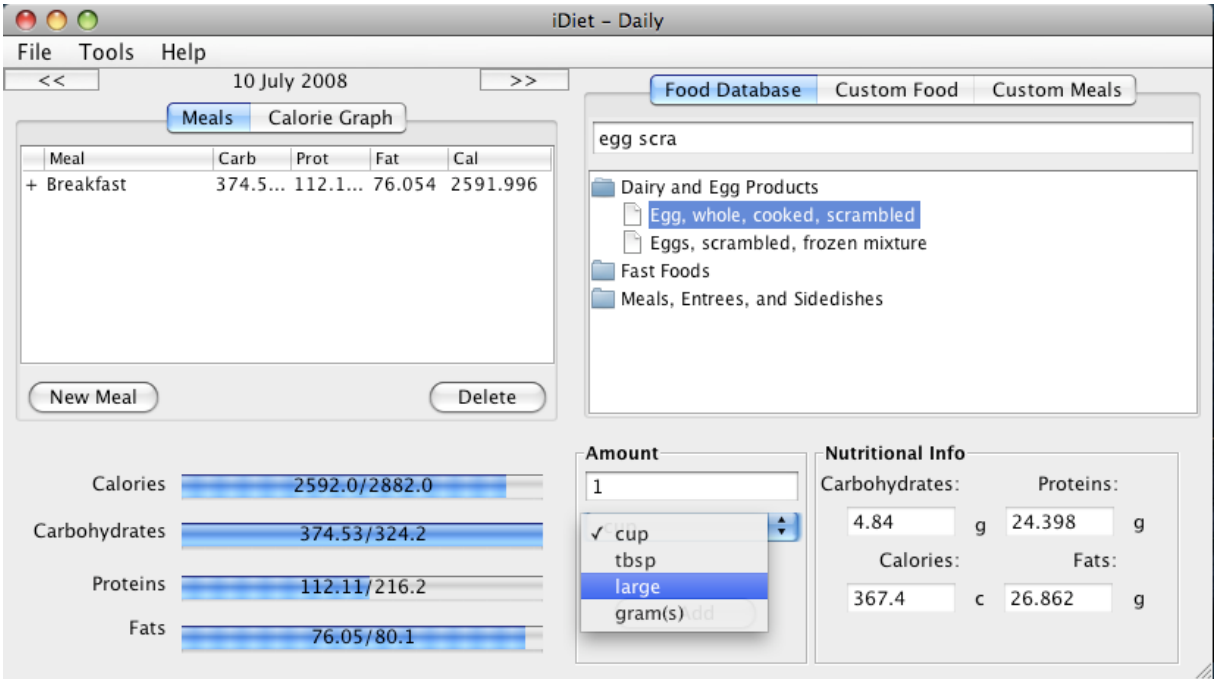 iDiet – Daily
File Tools Help
<< 10 July 2008 >>
Meals Calorie Graph
Meal Carb Prot Fat Cal
+ Breakfast 374.5... 112.1... 76.054 2591.996
New Meal Delete
Calories 2592.0/2882.0
Carbohydrates 374.53/324.2
Proteins 112.11/216.2
Fats 76.05/80.1
Food Database Custom Food Custom Meals
egg scra
Dairy and Egg Products
Egg, whole, cooked, scrambled
Eggs, scrambled, frozen mixture
Fast Foods
Meals, Entrees, and Sidedishes
Amount
1
✓ cup
tbsp
large
gram(s)
Add
Nutritional Info
Carbohydrates: Proteins:
4.84 g 24.398 g
Calories: Fats:
367.4 c 26.862 g